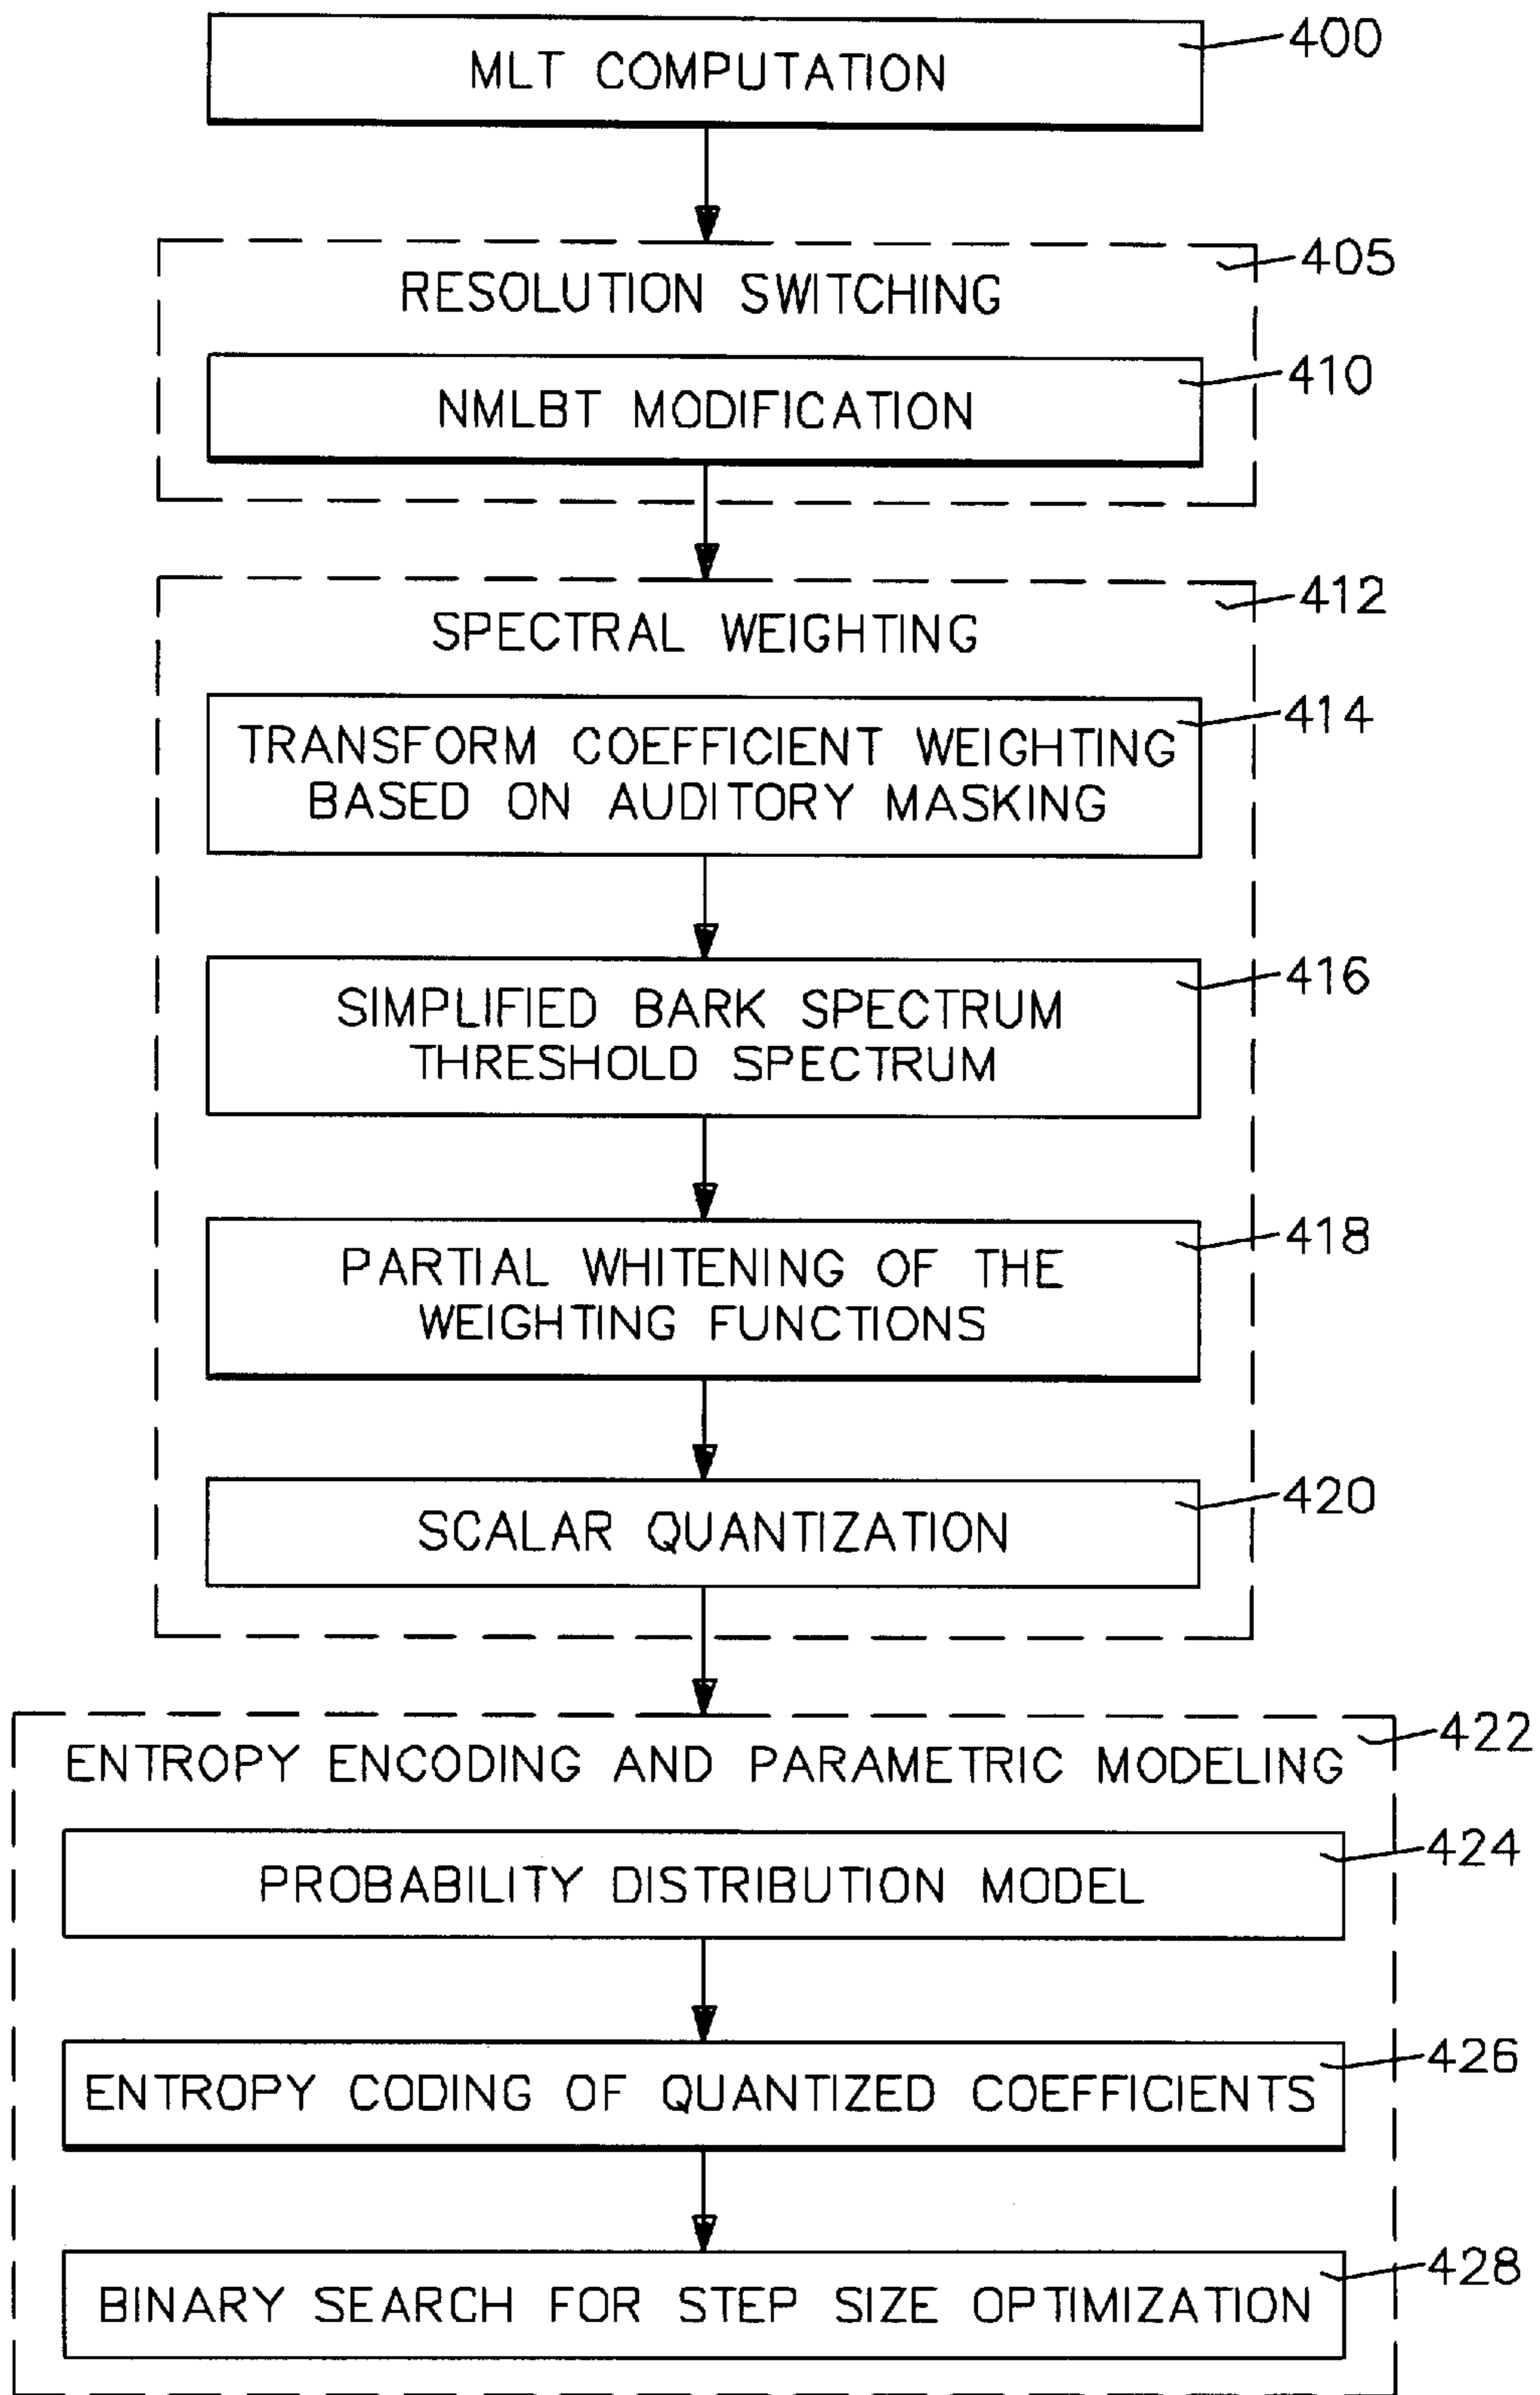 MLT COMPUTATION
400
RESOLUTION SWITCHING
405
NMLBT MODIFICATION
410
SPECTRAL WEIGHTING
412
TRANSFORM COEFFICIENT WEIGHTING
BASED ON AUDITORY MASKING
414
SIMPLIFIED BARK SPECTRUM
THRESHOLD SPECTRUM
416
PARTIAL WHITENING OF THE
WEIGHTING FUNCTIONS
418
SCALAR QUANTIZATION
420
ENTROPY ENCODING AND PARAMETRIC MODELING
422
PROBABILITY DISTRIBUTION MODEL
424
ENTROPY CODING OF QUANTIZED COEFFICIENTS
426
BINARY SEARCH FOR STEP SIZE OPTIMIZATION
428